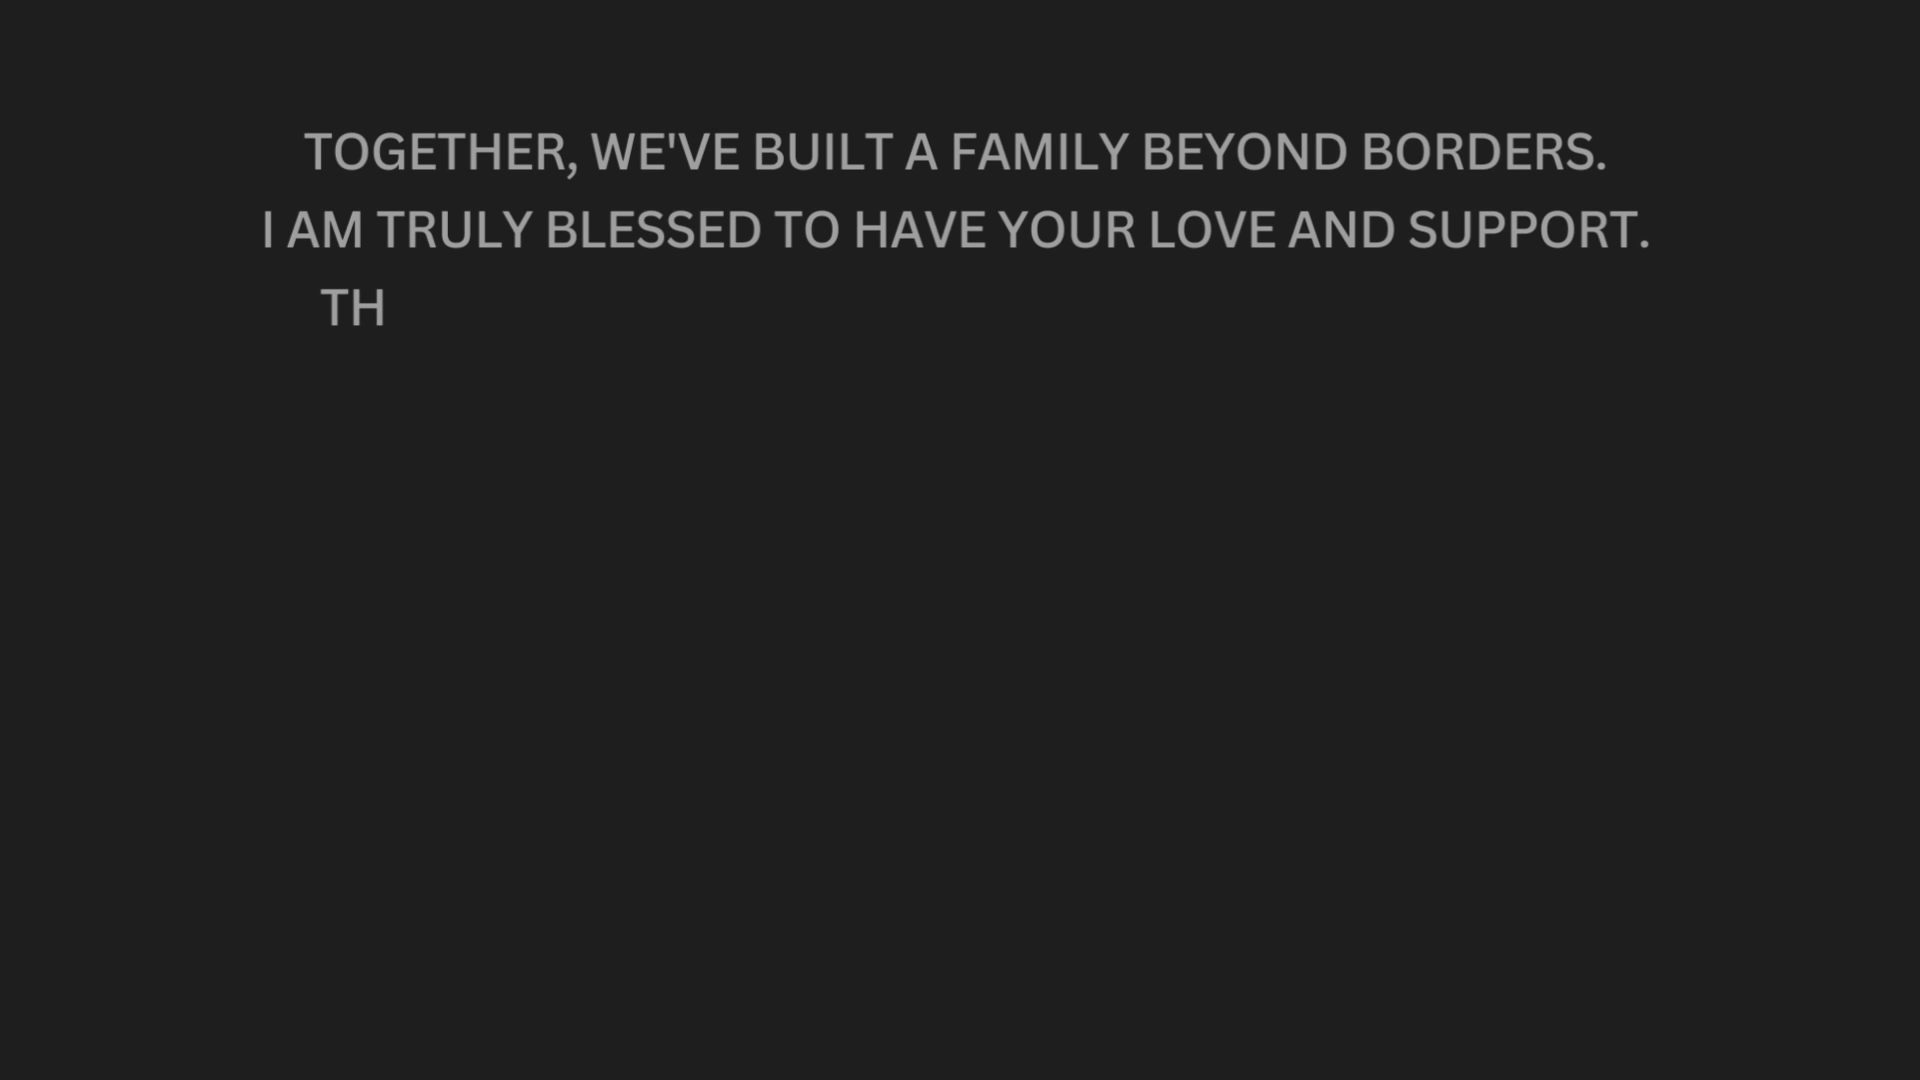 TOGETHER, WE'VE BUILT A FAMILY BEYOND BORDERS.
I AM TRULY BLESSED TO HAVE YOUR LOVE AND SUPPORT.
TH